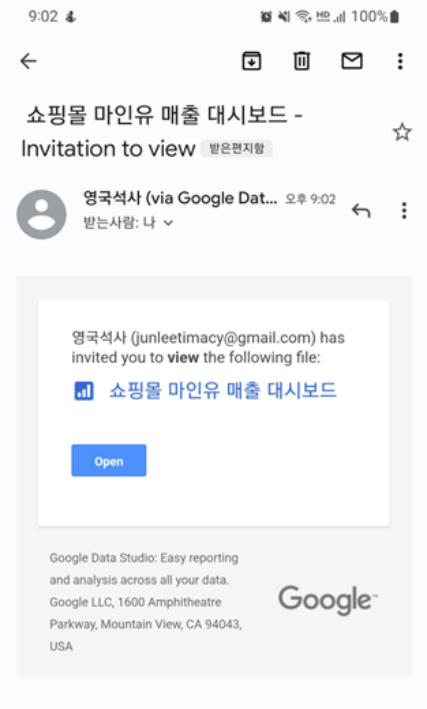 9:02 HD 100%
쇼핑몰 마인유 매출 대시보드 -
Invitation to view 받은편지함
영국석사 (via Google Dat... 오후 9:02
받는사람: 나
영국석사 (junleetimacy@gmail.com) has
invited you to view the following file:
쇼핑몰 마인유 매출 대시보드
Open
Google Data Studio: Easy reporting
and analysis across all your data.
Google LLC, 1600 Amphitheatre
Parkway, Mountain View, CA 94043,
USA
Google™